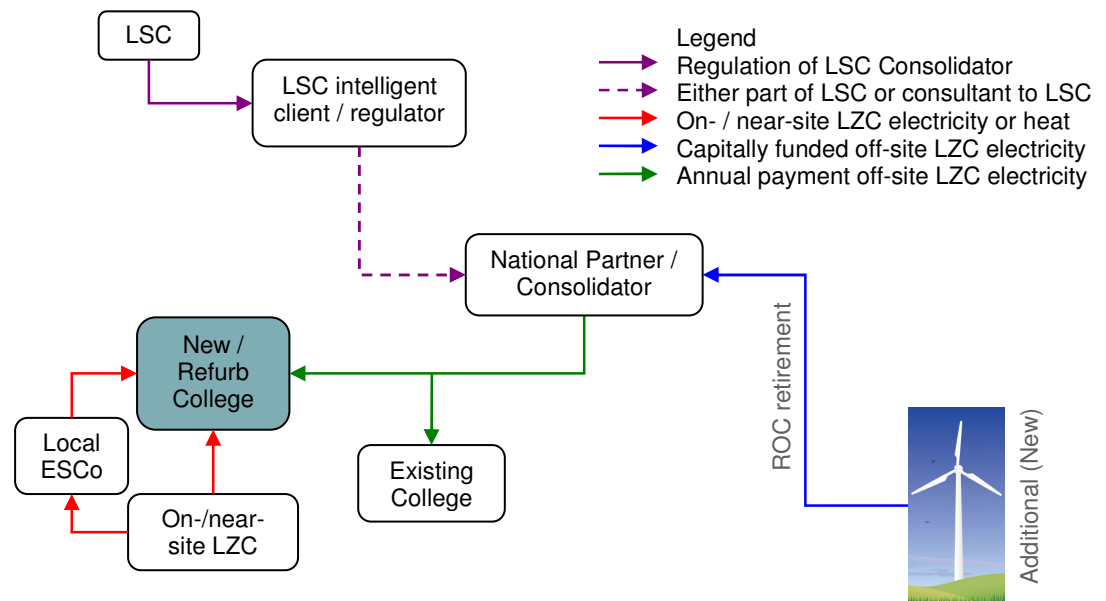 LSC
LSC intelligent
client / regulator
Legend
Regulation of LSC Consolidator
Either part of LSC or consultant to LSC
On- / near-site LZC electricity or heat
Capitally funded off-site LZC electricity
Annual payment off-site LZC electricity
National Partner /
Consolidator
New /
Refurb
College
Local
ESCo
On-/near-
site LZC
Existing
College
ROC retirement
Additional (New)